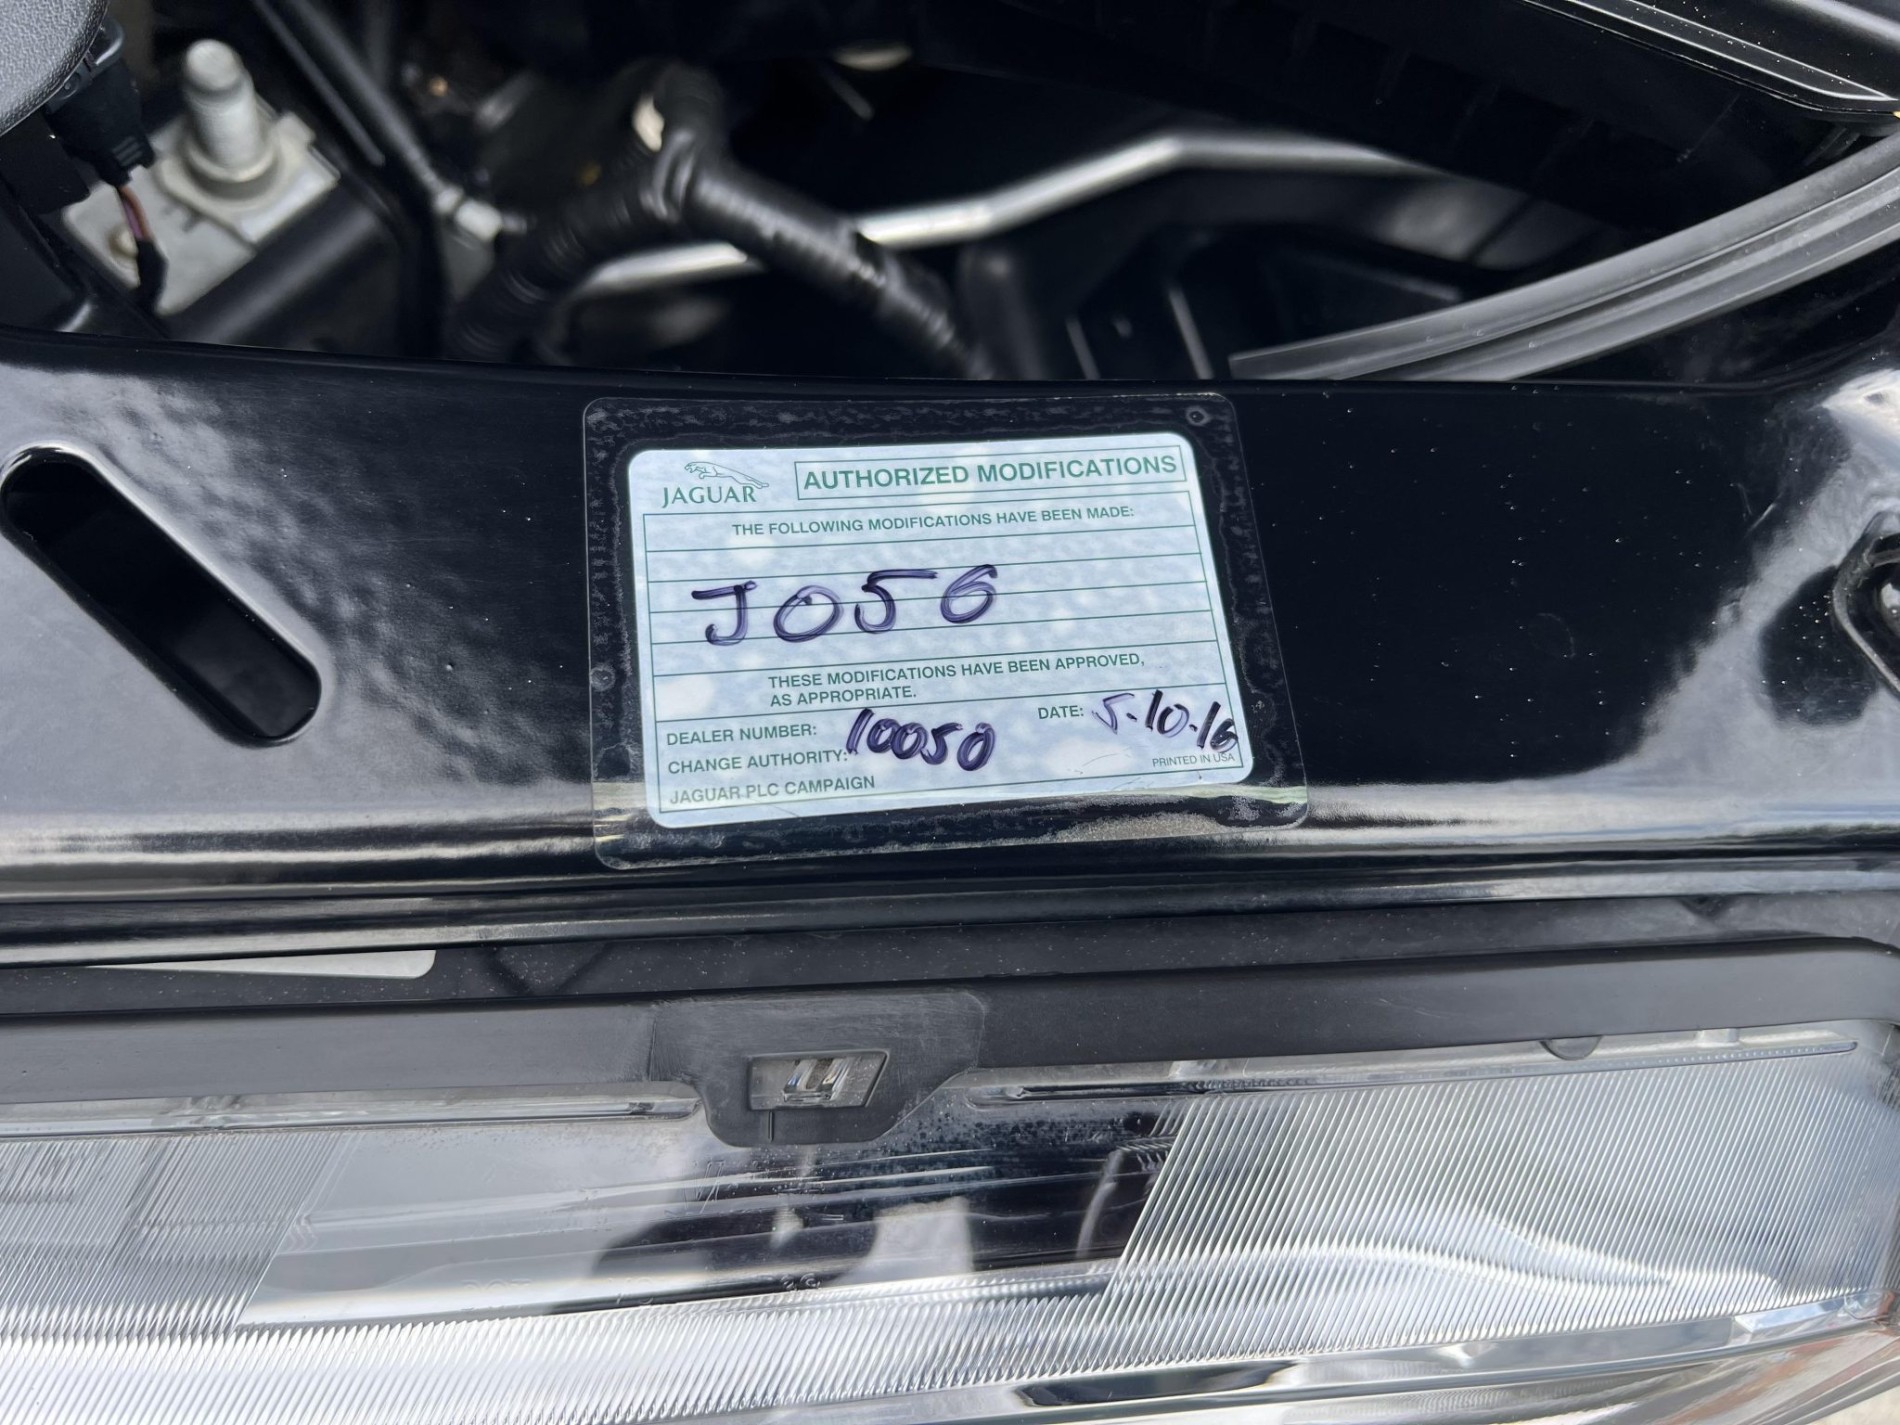 JAGUAR
AUTHORIZED MODIFICATIONS
THE FOLLOWING MODIFICATIONS HAVE BEEN MADE:
J056
THESE MODIFICATIONS HAVE BEEN APPROVED,
AS APPROPRIATE.
DEALER NUMBER: 10050 DATE: 5-10-16
CHANGE AUTHORITY:
PRINTED IN USA
JAGUAR PLC CAMPAIGN